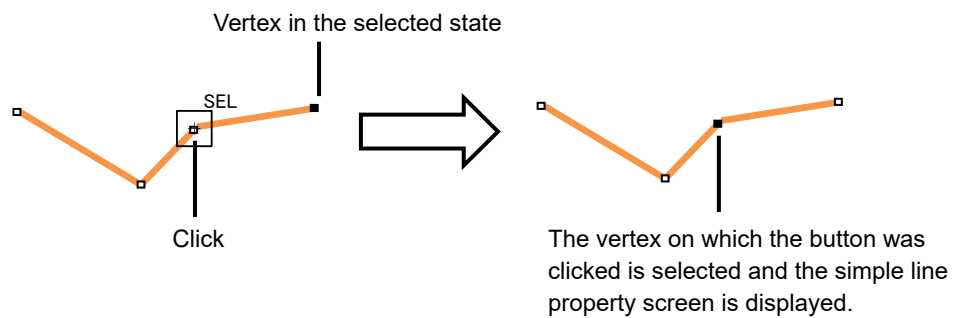 Vertex in the selected state
SEL
Click
The vertex on which the button was
clicked is selected and the simple line
property screen is displayed.